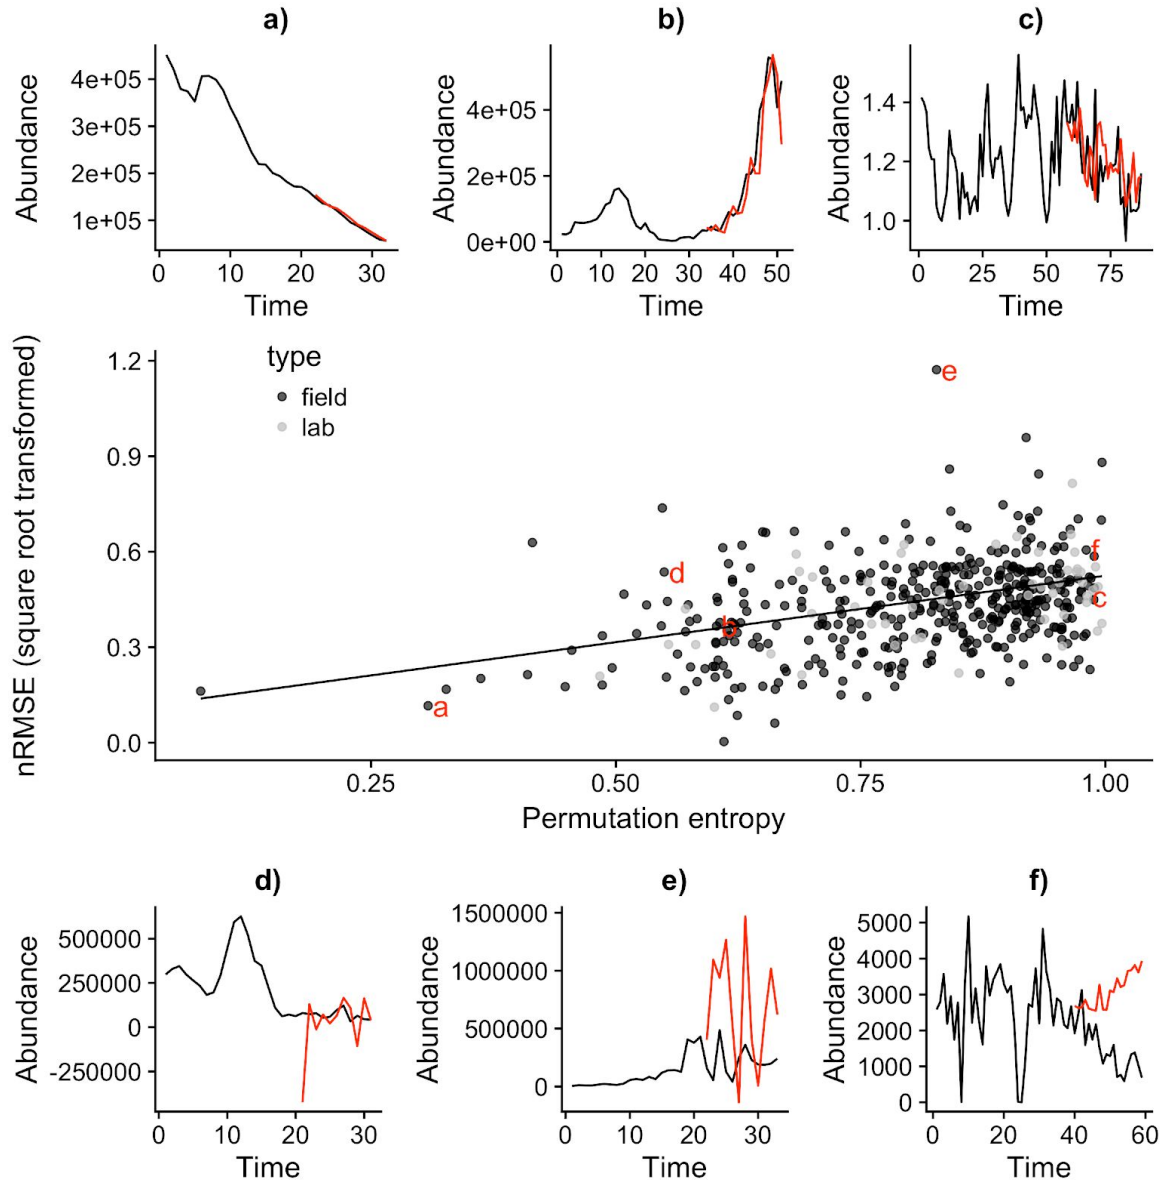 a)
Abundance
4e+05
3e+05
2e+05
1e+05
0 10 20 30
Time
b)
Abundance
4e+05
2e+05
0e+00
0 10 20 30 40 50
Time
c)
Abundance
1.4
1.2
1.0
0 25 50 75
Time
nRMSE (square root transformed)
1.2
0.9
0.6
0.3
0.0
type
field
lab
e
d
f
b
c
a
0.25 0.50 0.75 1.00
Permutation entropy
d)
Abundance
500000
250000
0
-250000
0 10 20 30
Time
e)
Abundance
1500000
1000000
500000
0
0 10 20 30
Time
f)
Abundance
5000
4000
3000
2000
1000
0
0 20 40 60
Time